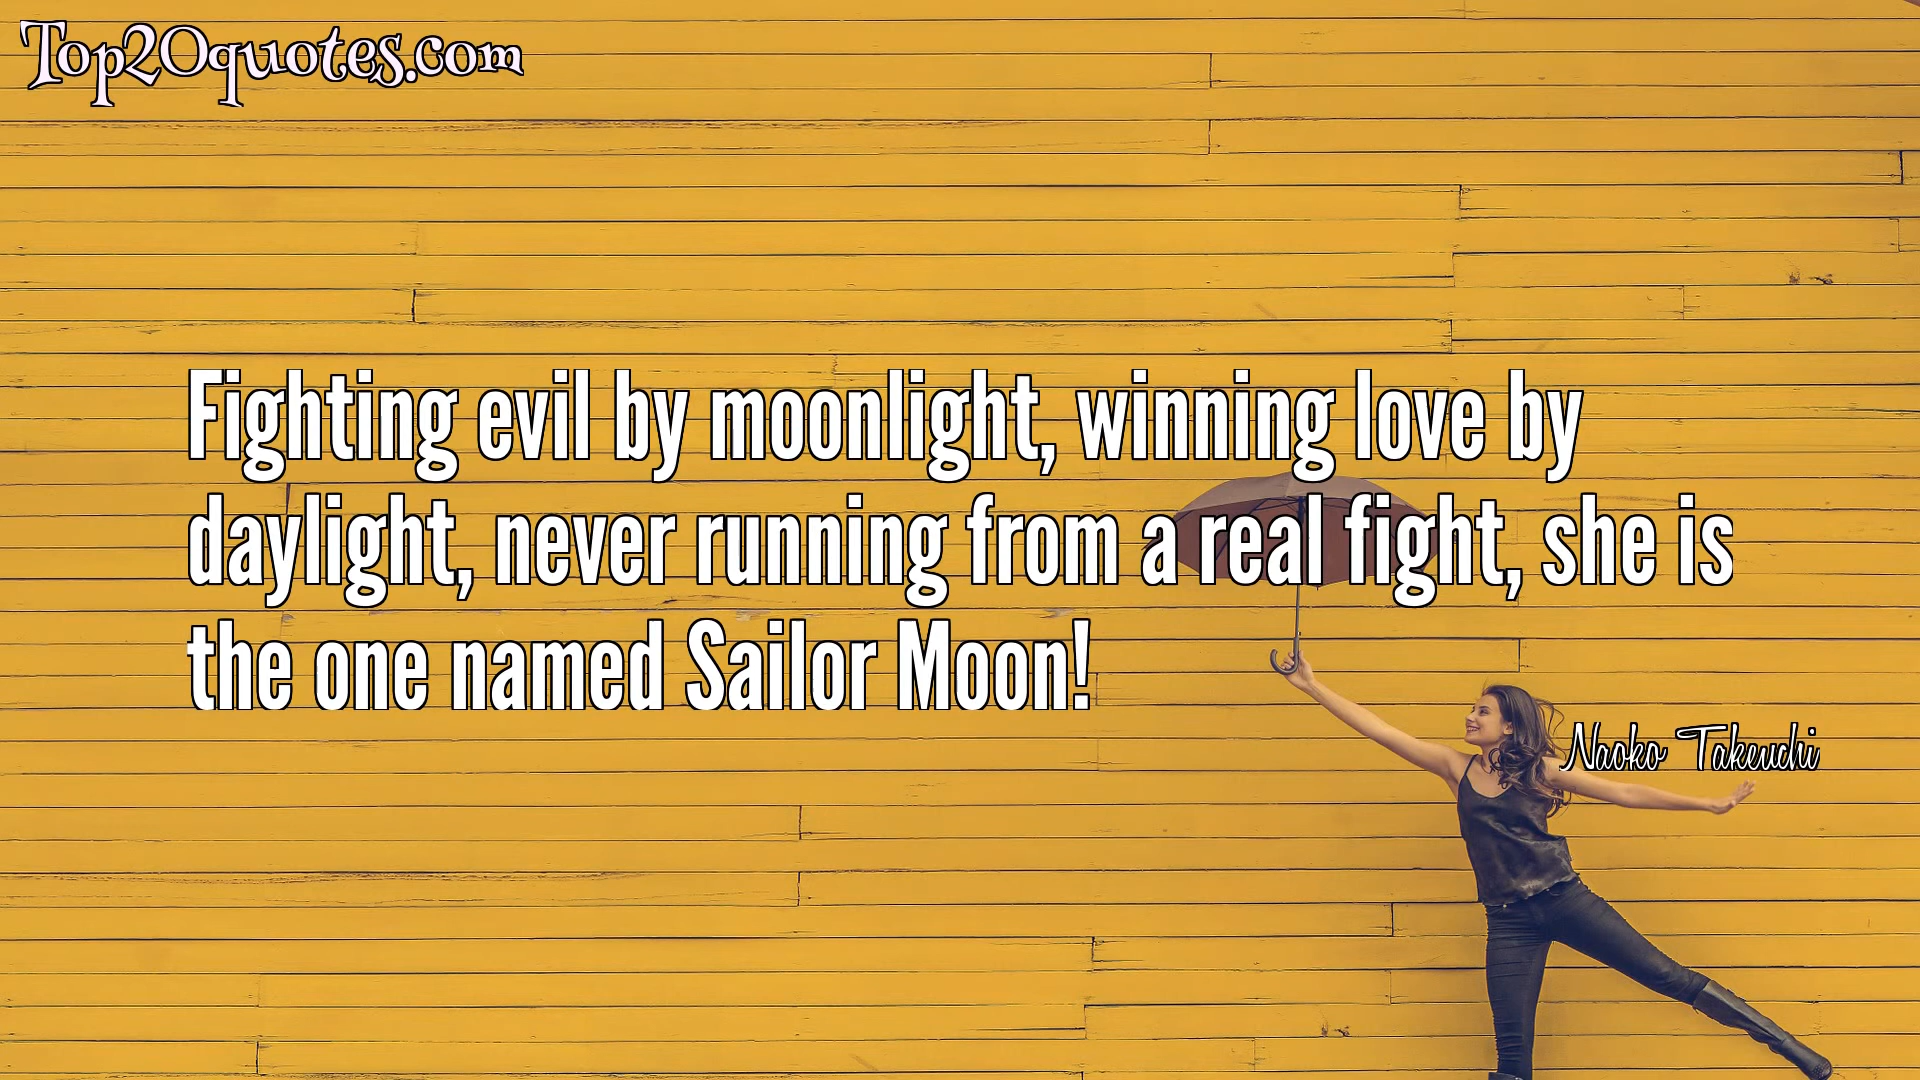 Top20quotes.com
Fighting evil by moonlight, winning love by
daylight, never running from a real fight, she is
the one named Sailor Moon!
Naoko Takeuchi